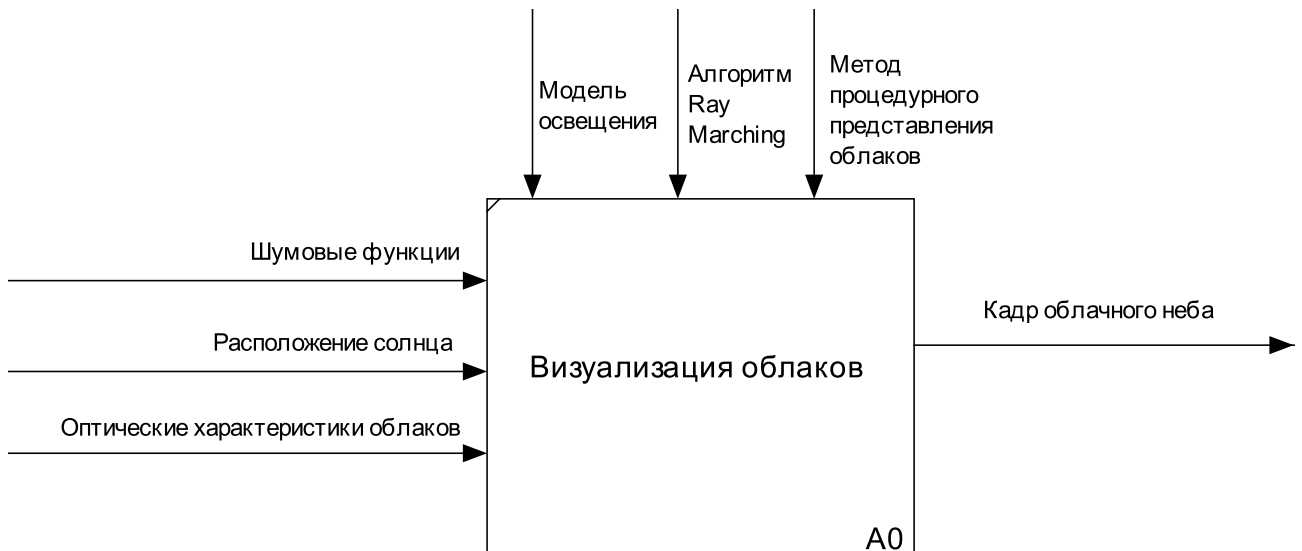 Модель
освещения
Алгоритм
Ray
Marching
Метод
процедурного
представления
облаков
Шумовые функции
Расположение солнца
Оптические характеристики облаков
Визуализация облаков
Кадр облачного неба
A0